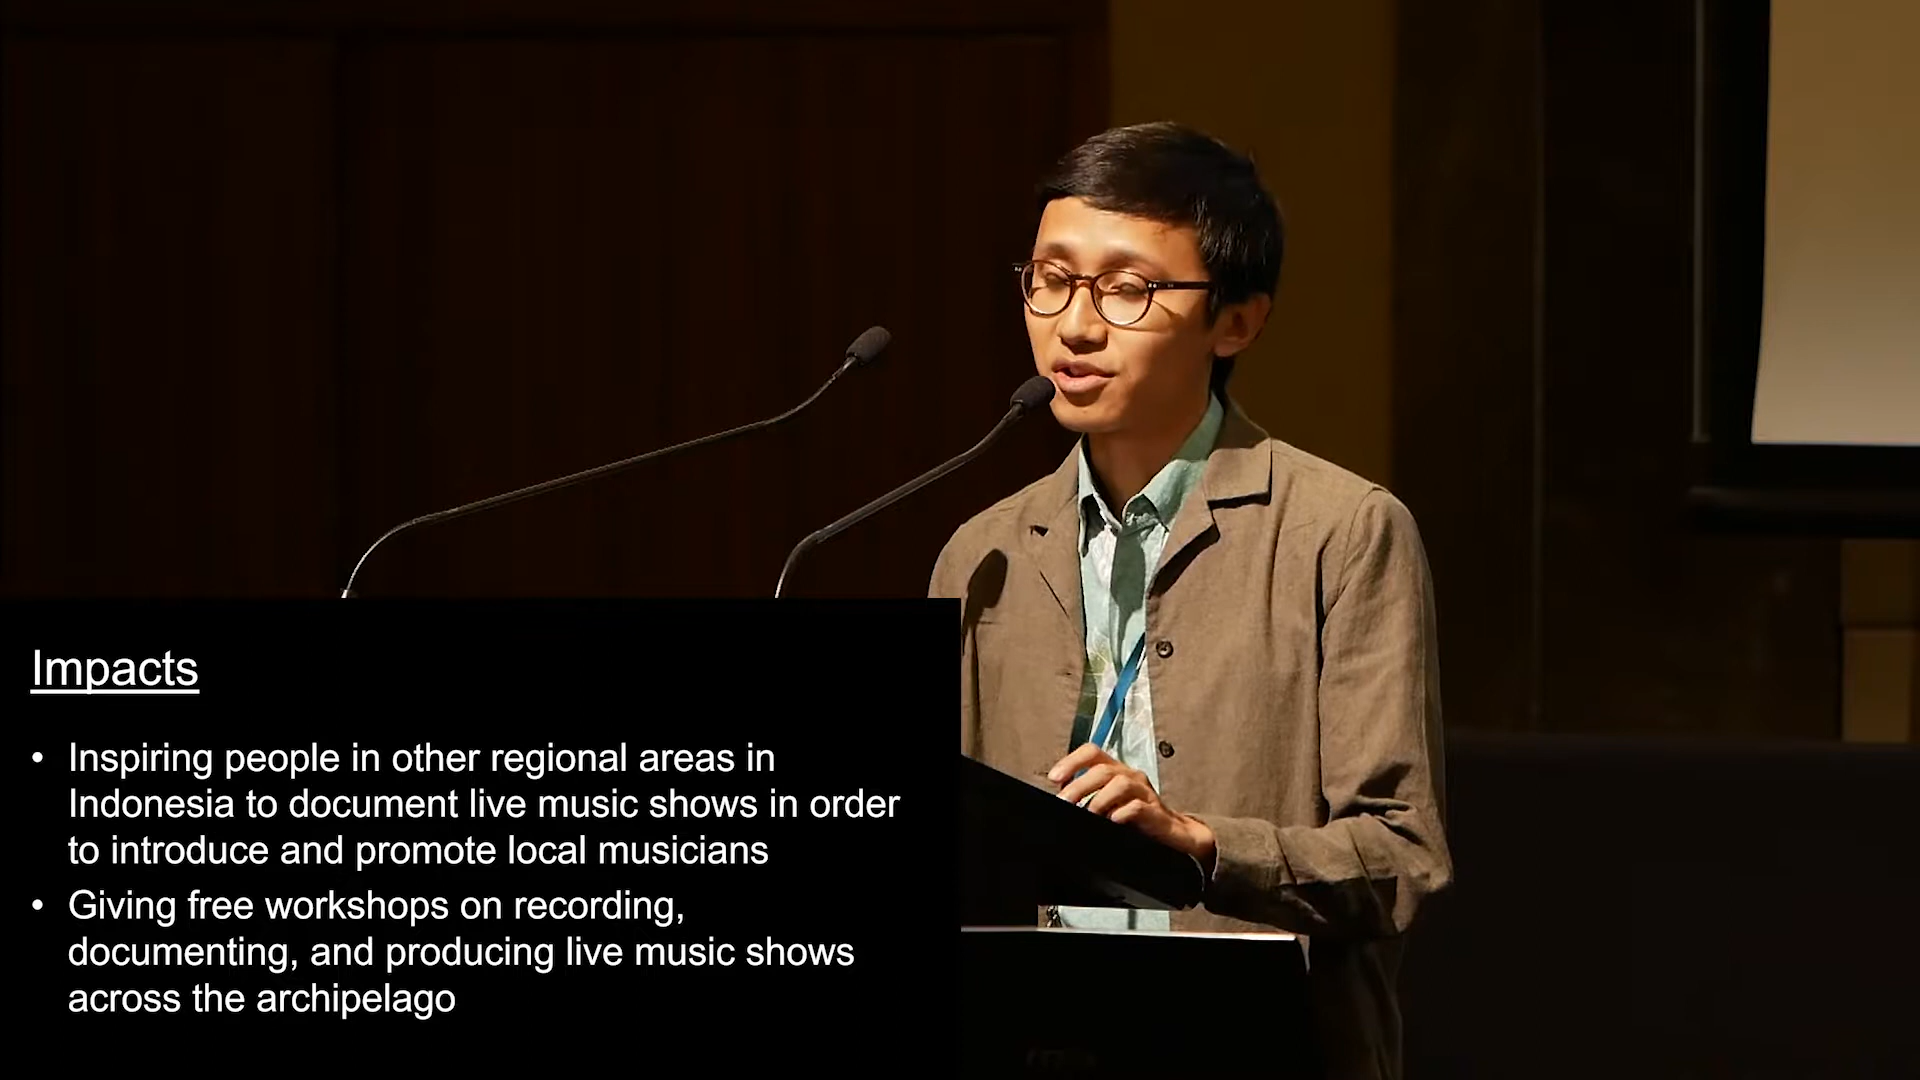 Impacts
• Inspiring people in other regional areas in
Indonesia to document live music shows in order
to introduce and promote local musicians
• Giving free workshops on recording,
documenting, and producing live music shows
across the archipelago